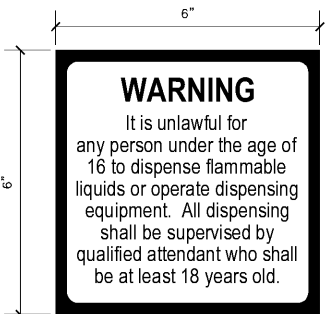 6"
6"
WARNING
It is unlawful for
any person under the age of
16 to dispense flammable
liquids or operate dispensing
equipment.  All dispensing
shall be supervised by
qualified attendant who shall
be at least 18 years old.